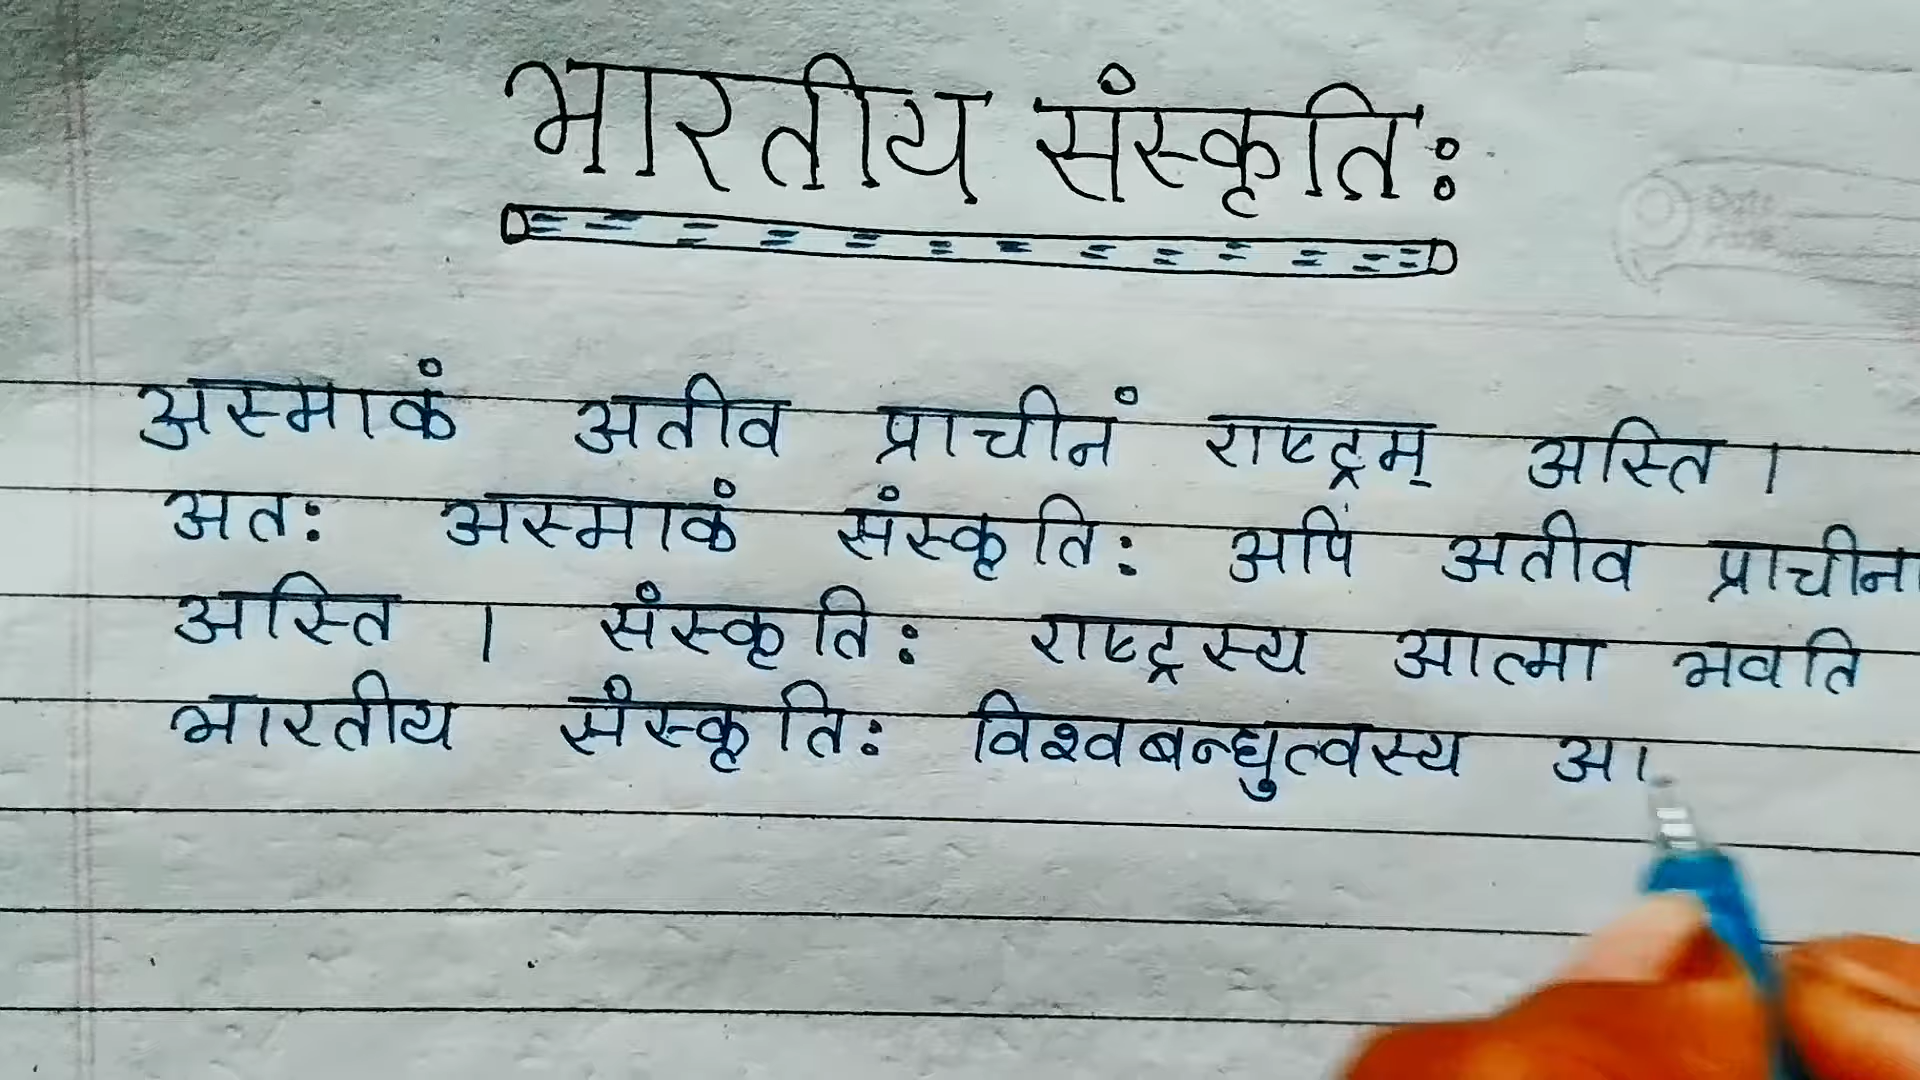 भारतीय संस्कृति:
अस्माकं अतीव प्राचीनं राष्ट्रम् अस्ति ।
अत: अस्माकं संस्कृति: अपि अतीव प्राचीना
अस्ति । संस्कृति: राष्ट्रस्य आत्मा भवति
भारतीय संस्कृति: विश्वबन्धुत्वस्य आ